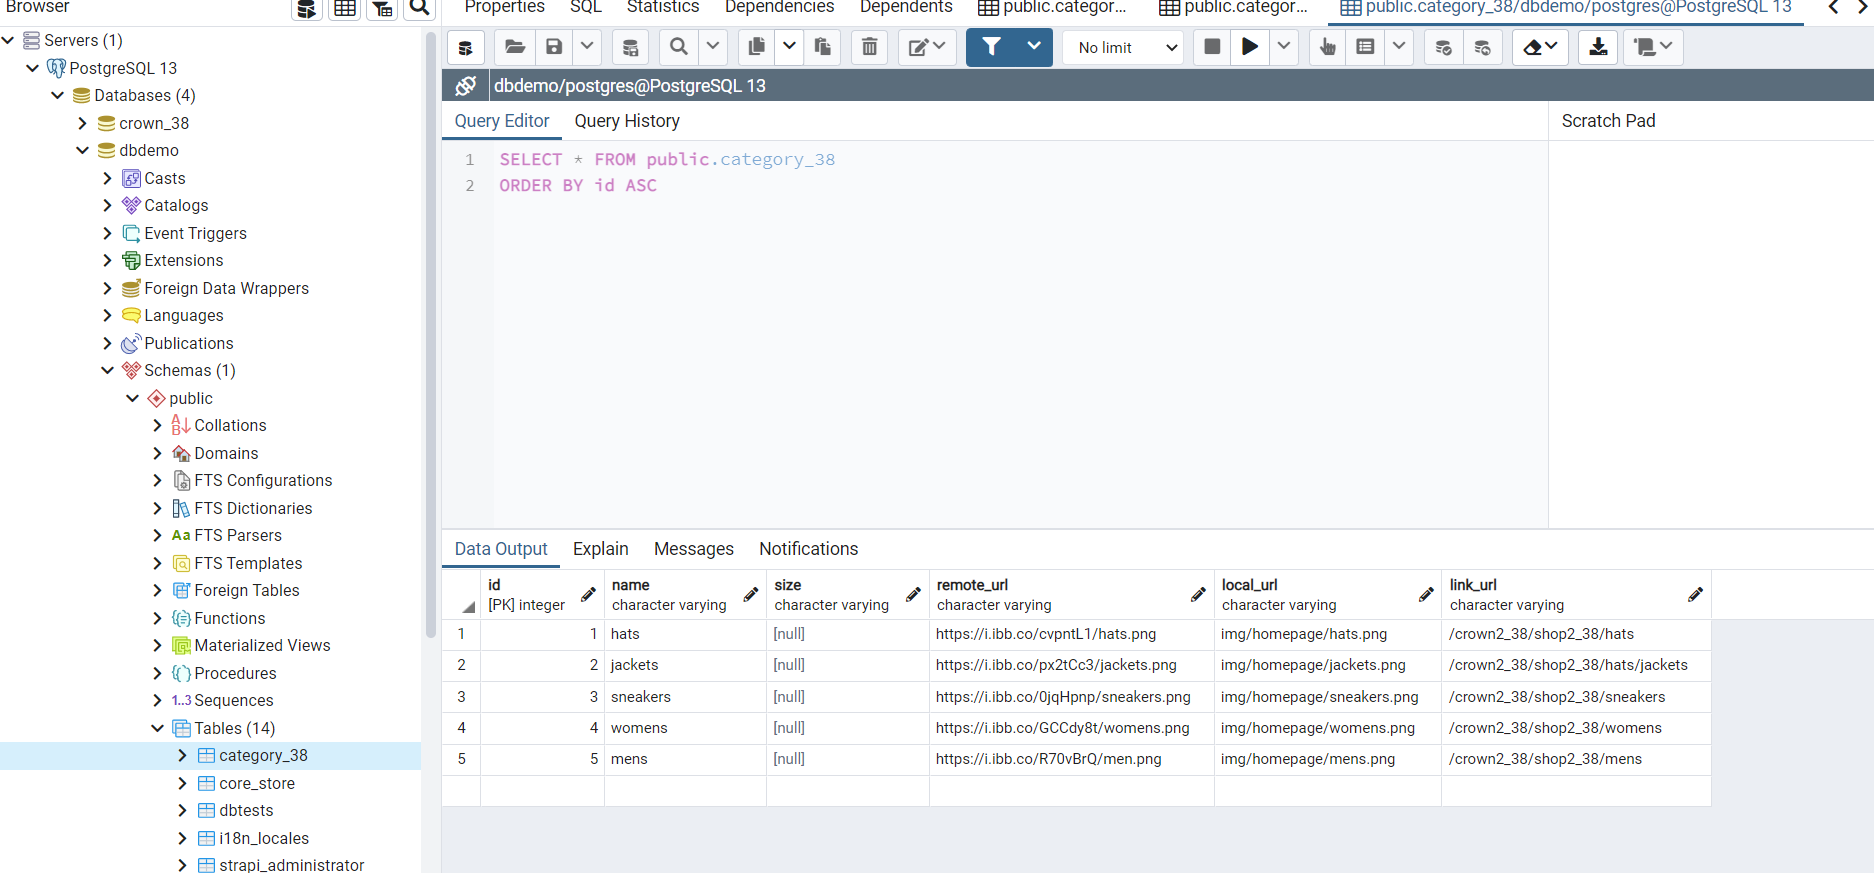 Browser
Servers (1)
PostgreSQL 13
Databases (4)
crown_38
dbdemo
Casts
Catalogs
Event Triggers
Extensions
Foreign Data Wrappers
Languages
Publications
Schemas (1)
public
Collations
Domains
FTS Configurations
FTS Dictionaries
Aa FTS Parsers
FTS Templates
Foreign Tables
Functions
Materialized Views
Procedures
1..3 Sequences
Tables (14)
category_38
core_store
dbtests
i18n_locales
strapi_administrator
Properties SQL Statistics Dependencies Dependents public.categor... public.categor... public.category_38/dbdemo/postgres@PostgreSQL 13
No limit
dbdemo/postgres@PostgreSQL 13
Query Editor Query History Scratch Pad
1 SELECT * FROM public.category_38
2 ORDER BY id ASC
Data Output Explain Messages Notifications
id name size remote_url local_url link_url
[PK] integer character varying character varying character varying character varying character varying
1 1 hats [null] https://i.ibb.co/cvpntL1/hats.png img/homepage/hats.png /crown2_38/shop2_38/hats
2 2 jackets [null] https://i.ibb.co/px2tCc3/jackets.png img/homepage/jackets.png /crown2_38/shop2_38/hats/jackets
3 3 sneakers [null] https://i.ibb.co/0jqHpnp/sneakers.png img/homepage/sneakers.png /crown2_38/shop2_38/sneakers
4 4 womens [null] https://i.ibb.co/GCCdy8t/womens.png img/homepage/womens.png /crown2_38/shop2_38/womens
5 5 mens [null] https://i.ibb.co/R70vBrQ/men.png img/homepage/mens.png /crown2_38/shop2_38/mens